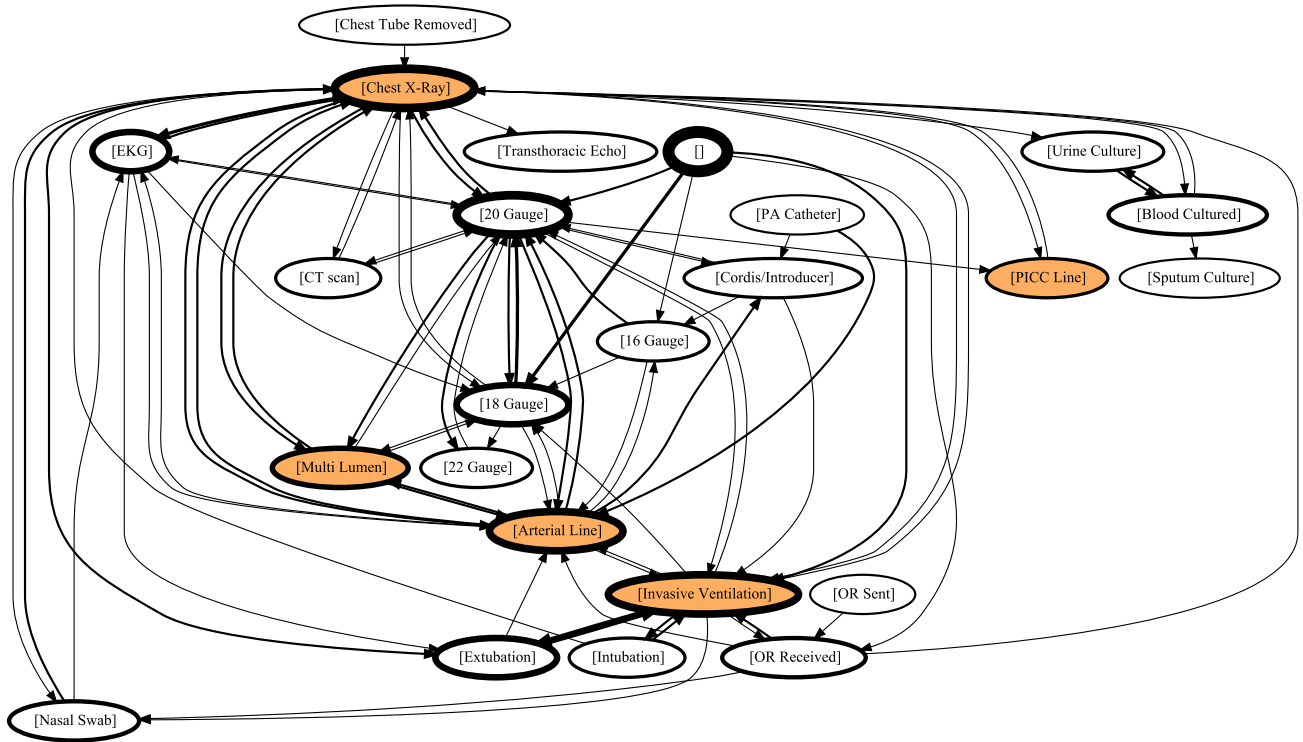 [Chest Tube Removed]
[Chest X-Ray]
[EKG]
[Transthoracic Echo]
[]
[Urine Culture]
[20 Gauge]
[PA Catheter]
[Blood Cultured]
[CT scan]
[Cordis/Introducer]
[PICC Line]
[Sputum Culture]
[16 Gauge]
[18 Gauge]
[Multi Lumen]
[22 Gauge]
[Arterial Line]
[Invasive Ventilation]
[OR Sent]
[Extubation]
[Intubation]
[OR Received]
[Nasal Swab]